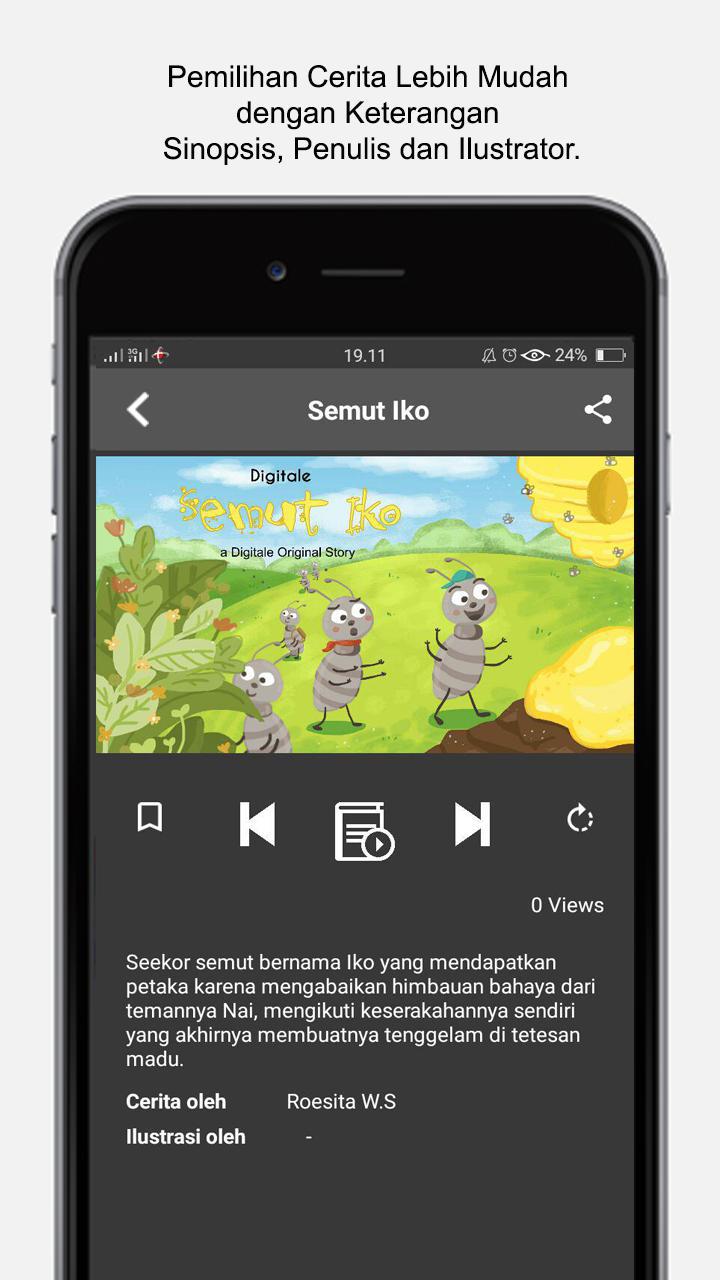 Pemilihan Cerita Lebih Mudah
dengan Keterangan
Sinopsis, Penulis dan Ilustrator.
3G
19.11
24%
Semut Iko
Digitale
Semut Iko
a Digitale Original Story
0 Views
Seekor semut bernama Iko yang mendapatkan
petaka karena mengabaikan himbauan bahaya dari
temannya Nai, mengikuti keserakahannya sendiri
yang akhirnya membuatnya tenggelam di tetesan
madu.
Cerita oleh Roesita W.S
Ilustrasi oleh -